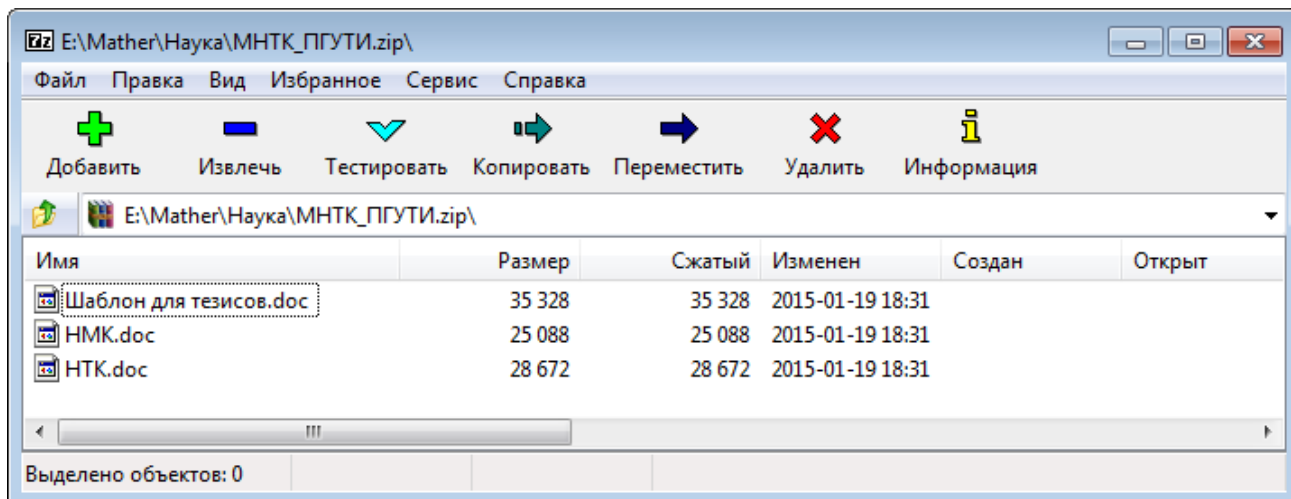 7z E:\Mather\Наука\МНТК_ПГУТИ.zip\
Файл Правка Вид Избранное Сервис Справка
Добавить Извлечь Тестировать Копировать Переместить Удалить Информация
E:\Mather\Наука\МНТК_ПГУТИ.zip\
Имя Размер Сжатый Изменен Создан Открыт
Шаблон для тезисов.doc 35 328 35 328 2015-01-19 18:31
НМК.doc 25 088 25 088 2015-01-19 18:31
НТК.doc 28 672 28 672 2015-01-19 18:31
Выделено объектов: 0